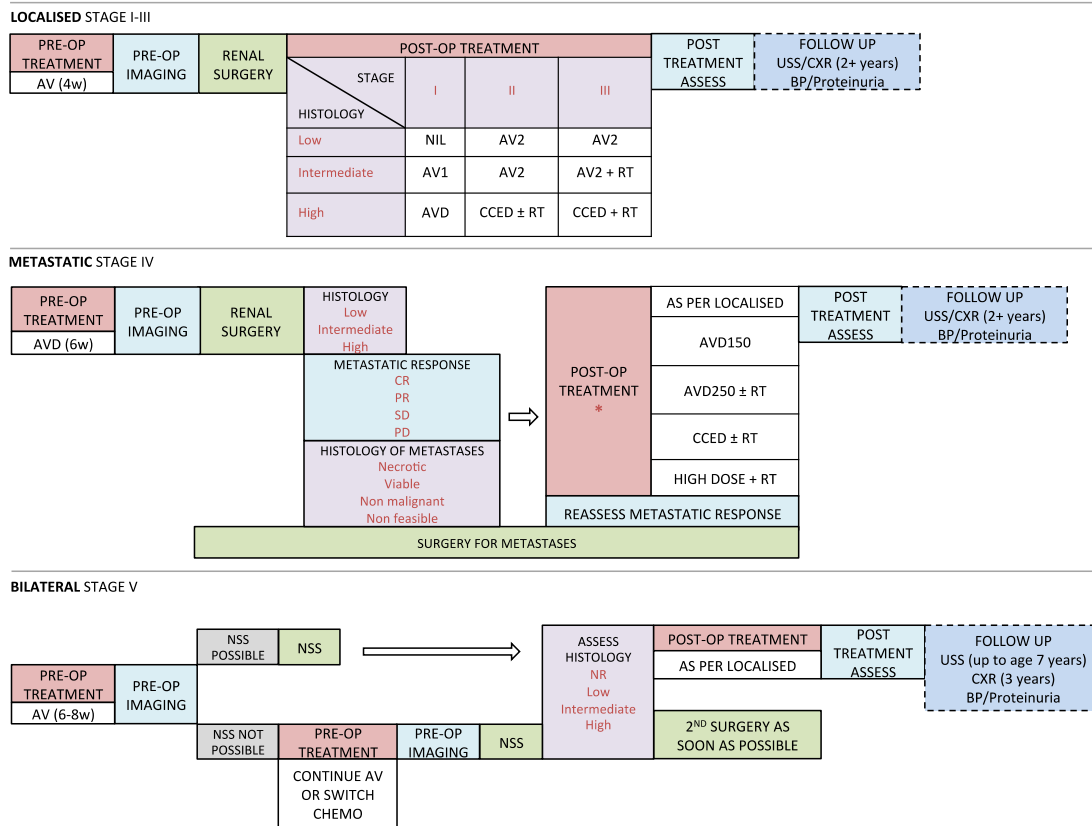 LOCALISED STAGE I-III
PRE-OP
TREATMENT
AV (4w)
PRE-OP
IMAGING
RENAL
SURGERY
POST-OP TREATMENT
STAGE
HISTOLOGY
I
II
III
Low
NIL
AV2
AV2
Intermediate
AV1
AV2
AV2 + RT
High
AVD
CCED ± RT
CCED + RT
POST
TREATMENT
ASSESS
FOLLOW UP
USS/CXR (2+ years)
BP/Proteinuria
METASTATIC STAGE IV
PRE-OP
TREATMENT
AVD (6w)
PRE-OP
IMAGING
RENAL
SURGERY
HISTOLOGY
Low
Intermediate
High
METASTATIC RESPONSE
CR
PR
SD
PD
HISTOLOGY OF METASTASES
Necrotic
Viable
Non malignant
Non feasible
POST-OP
TREATMENT
*
AS PER LOCALISED
AVD150
AVD250 ± RT
CCED ± RT
HIGH DOSE + RT
REASSESS METASTATIC RESPONSE
SURGERY FOR METASTASES
POST
TREATMENT
ASSESS
FOLLOW UP
USS/CXR (2+ years)
BP/Proteinuria
BILATERAL STAGE V
PRE-OP
TREATMENT
AV (6-8w)
PRE-OP
IMAGING
NSS
POSSIBLE
NSS
NSS NOT
POSSIBLE
PRE-OP
TREATMENT
CONTINUE AV
OR SWITCH
CHEMO
PRE-OP
IMAGING
NSS
ASSESS
HISTOLOGY
NR
Low
Intermediate
High
POST-OP TREATMENT
AS PER LOCALISED
2ND SURGERY AS
SOON AS POSSIBLE
POST
TREATMENT
ASSESS
FOLLOW UP
USS (up to age 7 years)
CXR (3 years)
BP/Proteinuria